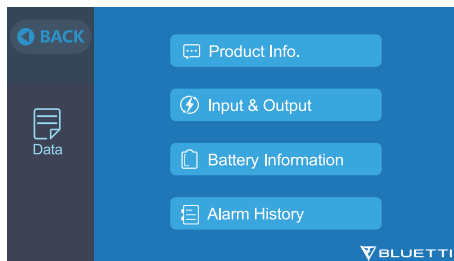 BACK
Data
Product Info.
Input & Output
Battery Information
Alarm History
BLUETTI